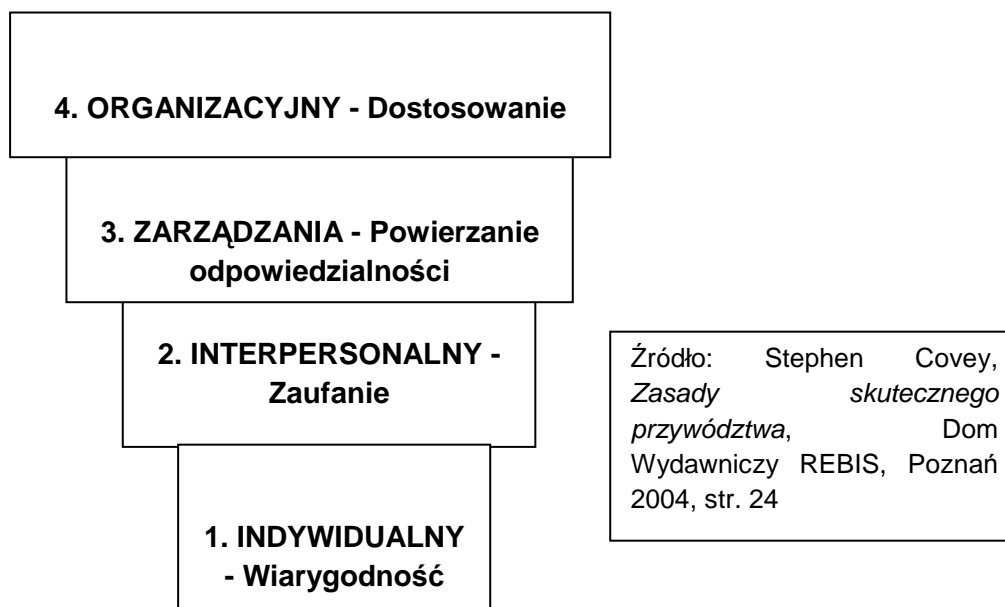 4. ORGANIZACYJNY - Dostosowanie
3. ZARZĄDZANIA - Powierzanie
odpowiedzialności
2. INTERPERSONALNY -
Zaufanie
1. INDYWIDUALNY
- Wiarygodność
Źródło: Stephen Covey,
Zasady skutecznego
przywództwa, Dom
Wydawniczy REBIS, Poznań
2004, str. 24